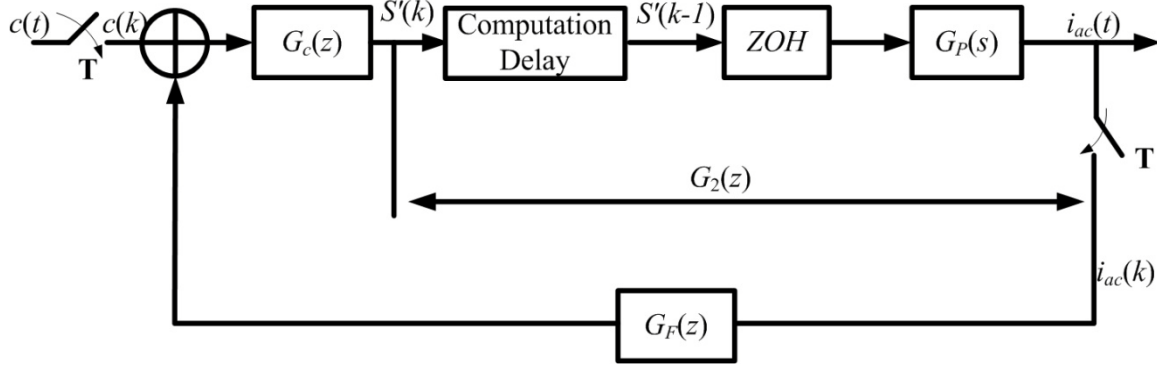 c(t) c(k) S'(k) S'(k-1) i_ac(t)
T G_c(z) Computation Delay ZOH G_P(s)
T
G_2(z)
i_ac(k)
G_F(z)